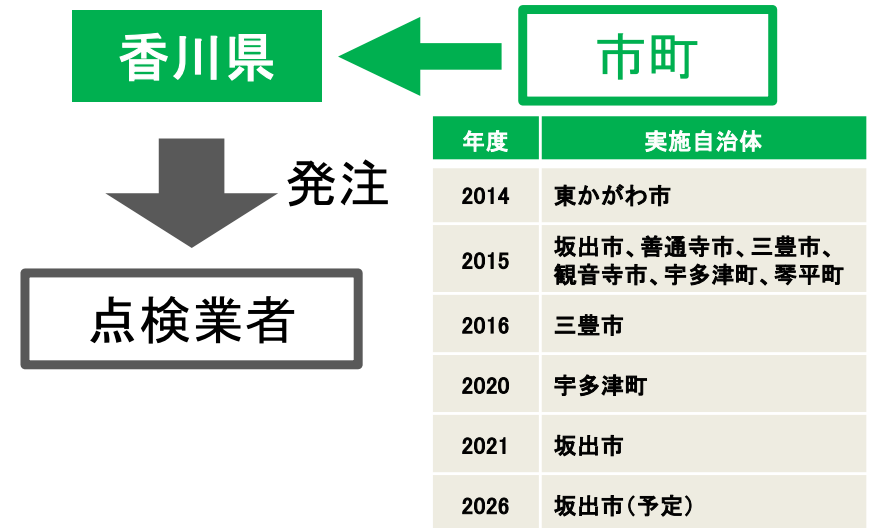 香川県
市町
発注
点検業者
年度 実施自治体
2014 東かがわ市
2015 坂出市、善通寺市、三豊市、
観音寺市、宇多津町、琴平町
2016 三豊市
2020 宇多津町
2021 坂出市
2026 坂出市(予定)